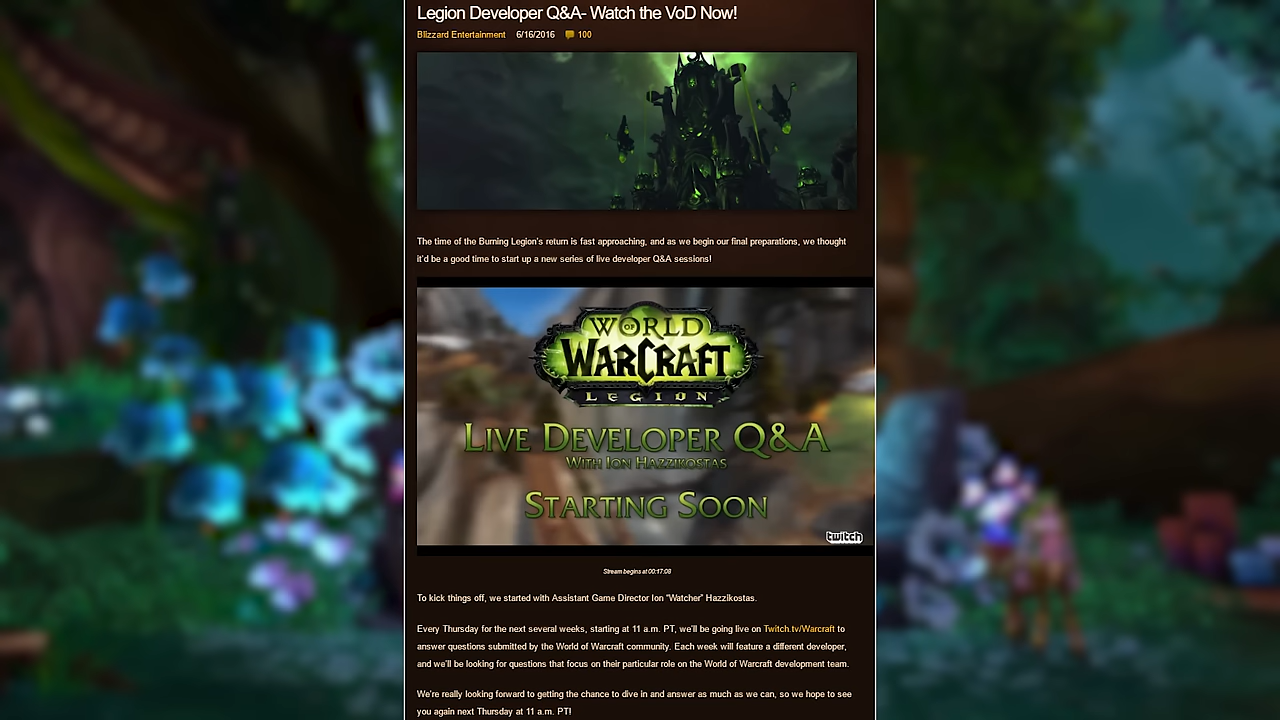 Legion Developer Q&A- Watch the VoD Now!
Blizzard Entertainment 6/16/2016 100
The time of the Burning Legion's return is fast approaching, and as we begin our final preparations, we thought
it'd be a good time to start up a new series of live developer Q&A sessions!
WORLD
OF
WARCRAFT
LEGION
LIVE DEVELOPER Q&A
WITH ION HAZZIKOSTAS
STARTING SOON
twitch
Stream begins at 00:17:08
To kick things off, we started with Assistant Game Director Ion "Watcher" Hazzikostas.
Every Thursday for the next several weeks, starting at 11 a.m. PT, we'll be going live on Twitch.tv/Warcraft to
answer questions submitted by the World of Warcraft community. Each week will feature a different developer,
and we'll be looking for questions that focus on their particular role on the World of Warcraft development team.
We're really looking forward to getting the chance to dive in and answer as much as we can, so we hope to see
you again next Thursday at 11 a.m. PT!